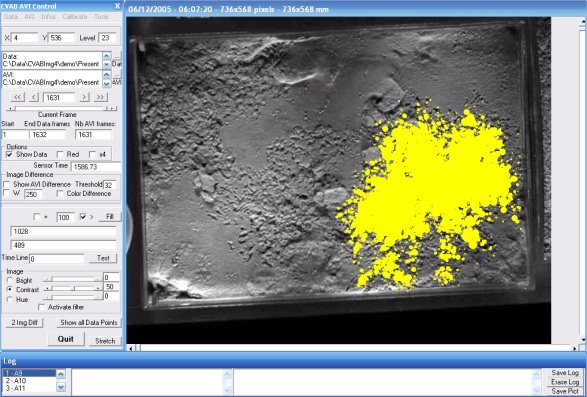 CVAB AVI Control X
06/12/2005 - 06:07:20 - 736x568 pixels - 736x568 mm
Data AVI Infos Calibrate Tools
X 4 Y 536 Level 23
Data: ...
C:\Data\CVABImg4\demo\Present Dat
AVI: ...
C:\Data\CVABImg4\demo\Present AVI
<< < 1631 > >>
Current Frame
Start End Data frames Nb AVI frames:
1 1632 1631
Options
Show Data Red x4
Sensor Time 1586.73
Image Difference
Show AVI Difference Threshold 32
W 250 Color Difference
+ 100 > Fill
1028
489
Time Line 0 Test
Image
Bright 0
Contrast 50
Hue 0
Activate filter
2 Img Diff Show all Data Points
Quit Stretch
Log
1 - A9
2 - A10
3 - A11
Save Log
Erase Log
Save Pict